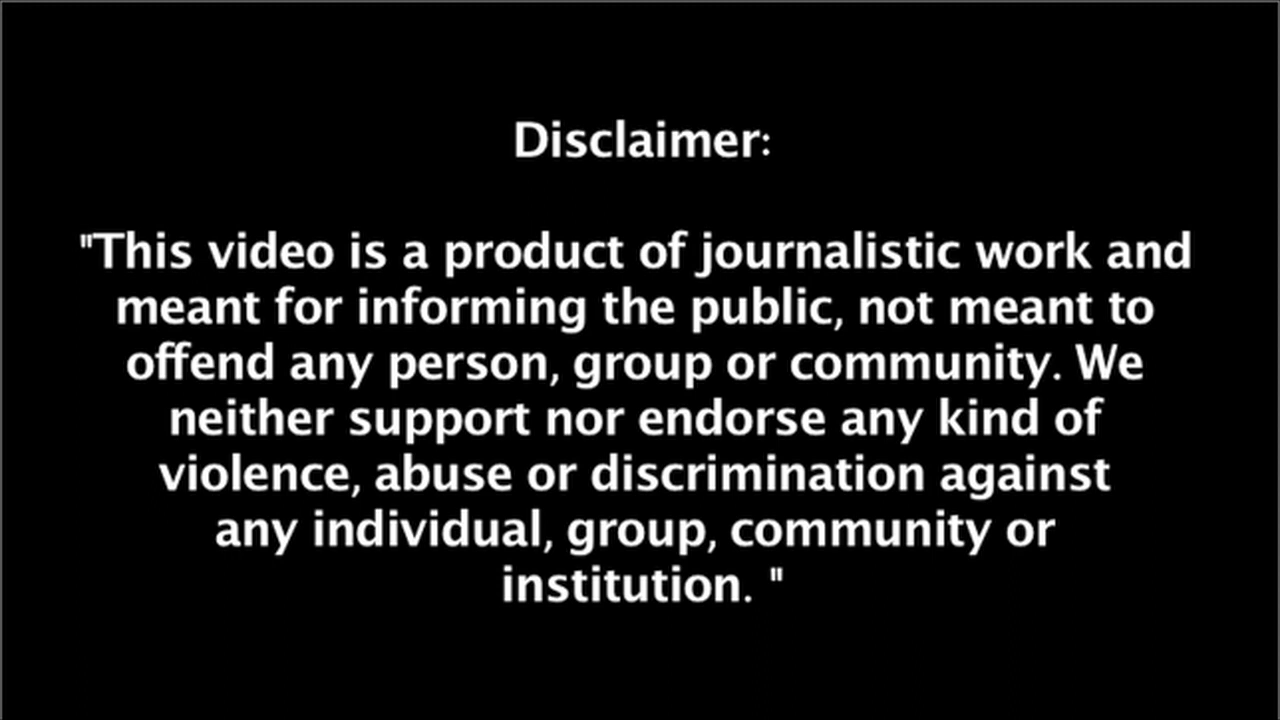 Disclaimer:
"This video is a product of journalistic work and
meant for informing the public, not meant to
offend any person, group or community. We
neither support nor endorse any kind of
violence, abuse or discrimination against
any individual, group, community or
institution. "